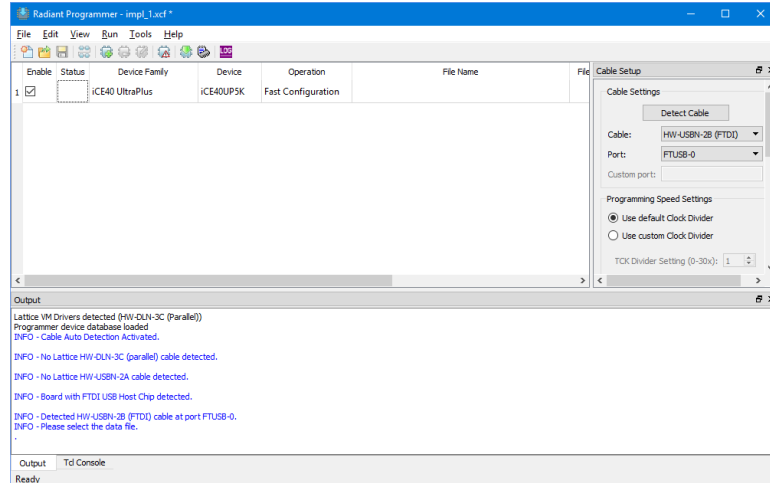 Radiant Programmer - impl_1.xcf *
File Edit View Run Tools Help
LOG
Enable Status Device Family Device Operation File Name File
1 iCE40 UltraPlus iCE40UP5K Fast Configuration
Cable Setup
Cable Settings
Detect Cable
Cable: HW-USBN-2B (FTDI)
Port: FTUSB-0
Custom port:
Programming Speed Settings
Use default Clock Divider
Use custom Clock Divider
TCK Divider Setting (0-30x): 1
Output
Lattice VM Drivers detected (HW-DLN-3C (Parallel))
Programmer device database loaded
INFO - Cable Auto Detection Activated.
INFO - No Lattice HW-DLN-3C (parallel) cable detected.
INFO - No Lattice HW-USBN-2A cable detected.
INFO - Board with FTDI USB Host Chip detected.
INFO - Detected HW-USBN-2B (FTDI) cable at port FTUSB-0.
INFO - Please select the data file.
.
Output Tcl Console
Ready